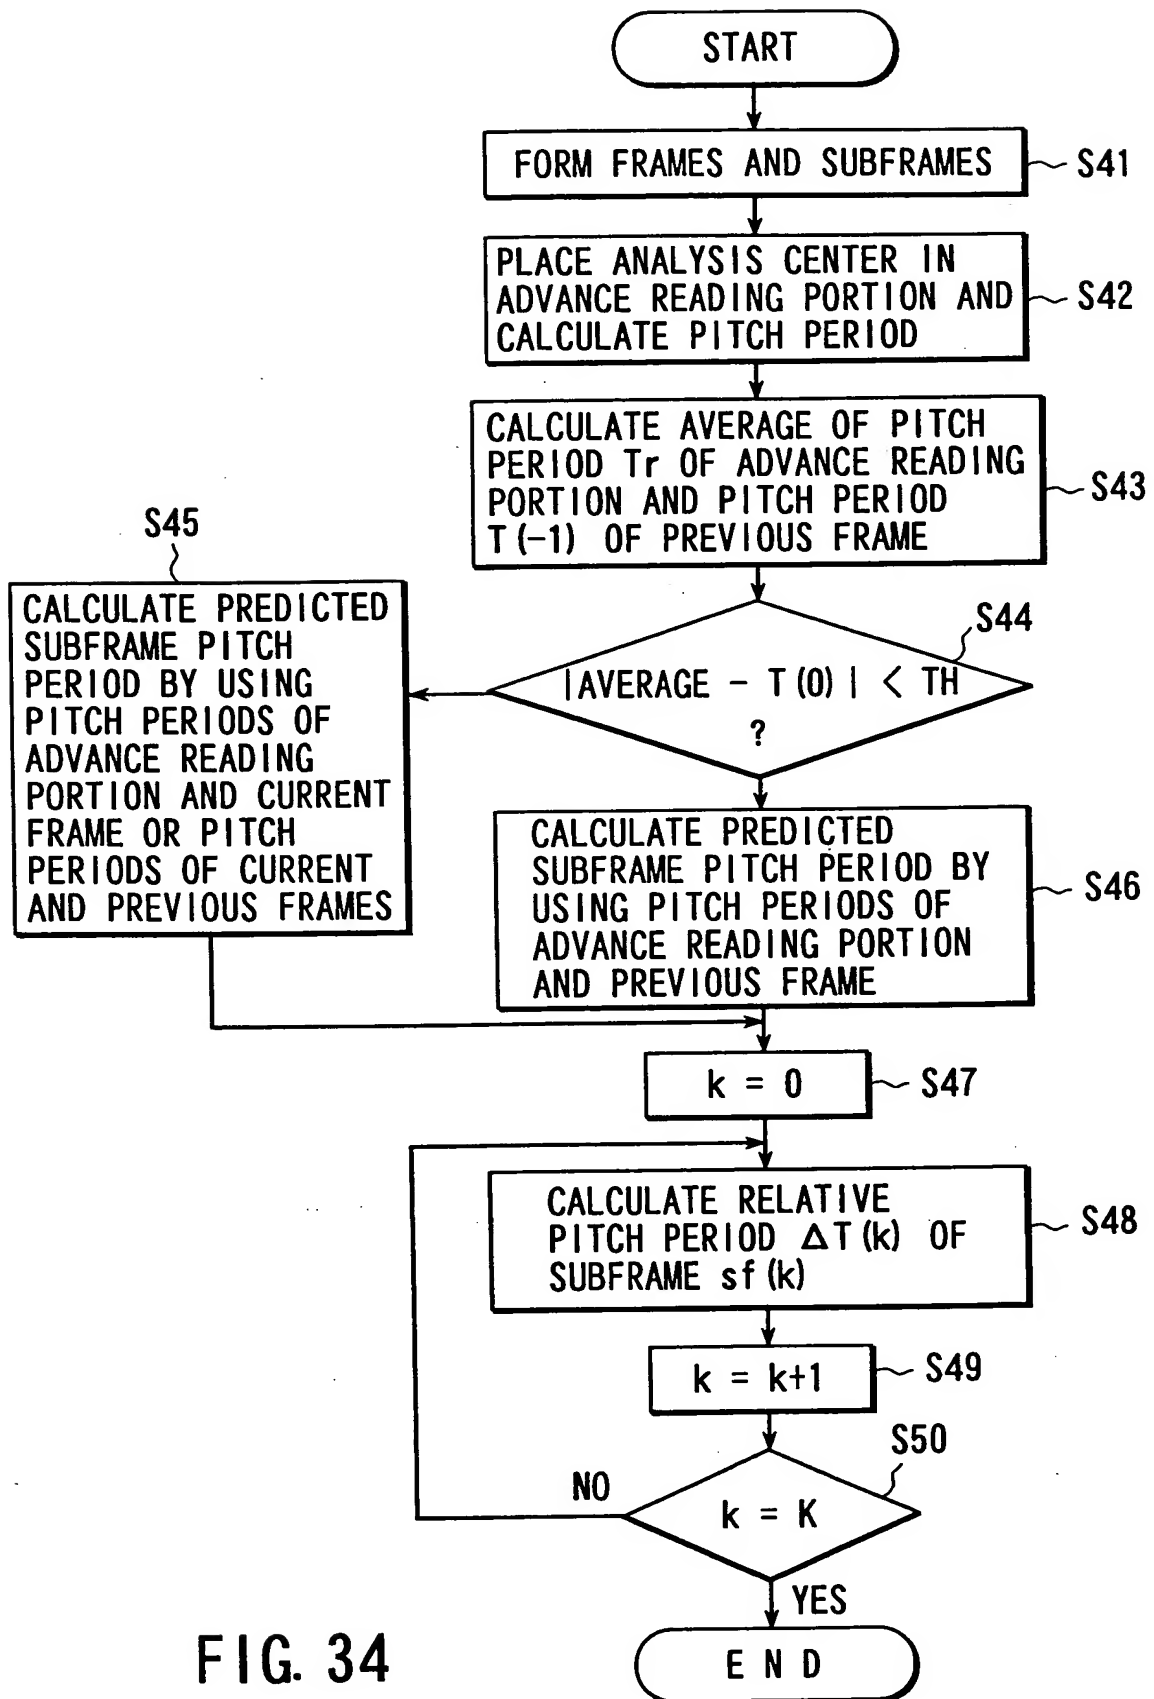 START
FORM FRAMES AND SUBFRAMES
S41
PLACE ANALYSIS CENTER IN
ADVANCE READING PORTION AND
CALCULATE PITCH PERIOD
S42
CALCULATE AVERAGE OF PITCH
PERIOD Tr OF ADVANCE READING
PORTION AND PITCH PERIOD
T(-1) OF PREVIOUS FRAME
S43
S44
|AVERAGE - T(0)| < TH
?
S45
CALCULATE PREDICTED
SUBFRAME PITCH
PERIOD BY USING
PITCH PERIODS OF
ADVANCE READING
PORTION AND CURRENT
FRAME OR PITCH
PERIODS OF CURRENT
AND PREVIOUS FRAMES
CALCULATE PREDICTED
SUBFRAME PITCH PERIOD BY
USING PITCH PERIODS OF
ADVANCE READING PORTION
AND PREVIOUS FRAME
S46
k = 0
S47
CALCULATE RELATIVE
PITCH PERIOD ΔT(k) OF
SUBFRAME sf(k)
S48
k = k+1
S49
S50
k = K
NO
YES
END
FIG. 34